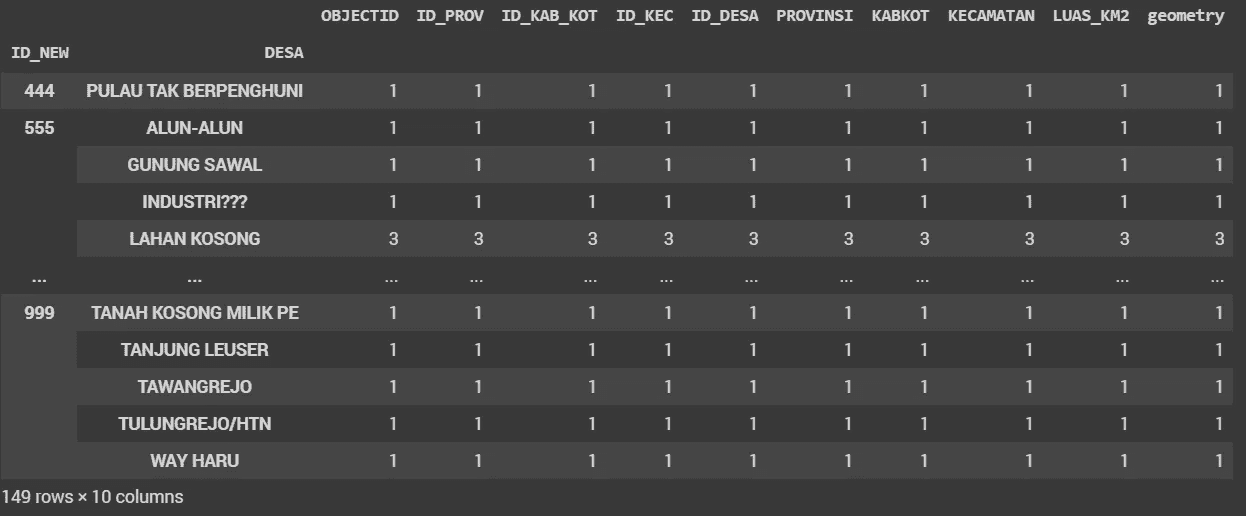 OBJECTID ID_PROV ID_KAB_KOT ID_KEC ID_DESA PROVINSI KABKOT KECAMATAN LUAS_KM2 geometry
ID_NEW DESA
444 PULAU TAK BERPENGHUNI 1 1 1 1 1 1 1 1 1 1
555 ALUN-ALUN 1 1 1 1 1 1 1 1 1 1
GUNUNG SAWAL 1 1 1 1 1 1 1 1 1 1
INDUSTRI??? 1 1 1 1 1 1 1 1 1 1
LAHAN KOSONG 3 3 3 3 3 3 3 3 3 3
... ... ... ... ... ... ... ... ... ... ... ...
999 TANAH KOSONG MILIK PE 1 1 1 1 1 1 1 1 1 1
TANJUNG LEUSER 1 1 1 1 1 1 1 1 1 1
TAWANGREJO 1 1 1 1 1 1 1 1 1 1
TULUNGREJO/HTN 1 1 1 1 1 1 1 1 1 1
WAY HARU 1 1 1 1 1 1 1 1 1 1
149 rows × 10 columns